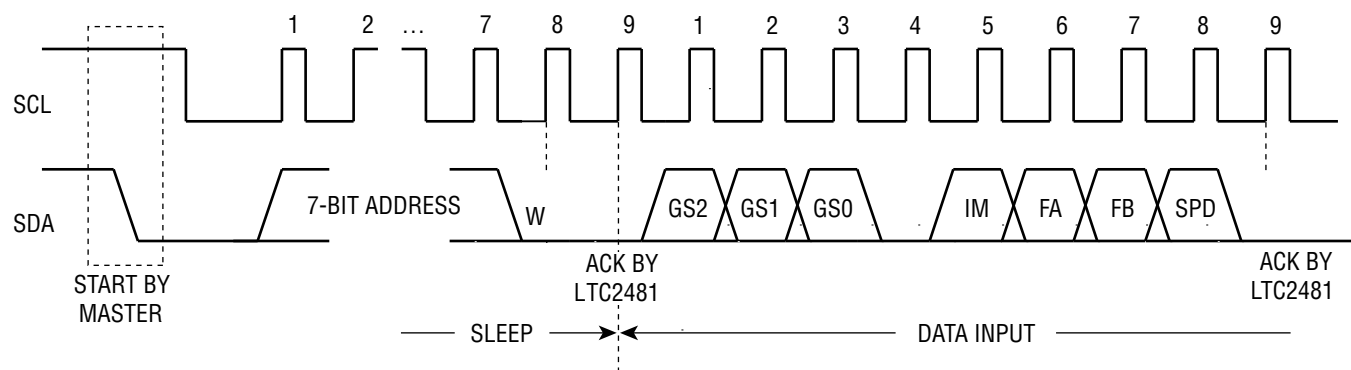 1 2 … 7 8 9 1 2 3 4 5 6 7 8 9
SCL
SDA
7-BIT ADDRESS
W
GS2 GS1 GS0 IM FA FB SPD
START BY
MASTER
ACK BY
LTC2481
ACK BY
LTC2481
SLEEP
DATA INPUT